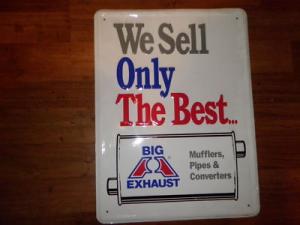 We Sell
Only
The Best...
BIG
EXHAUST
Mufflers,
Pipes &
Converters